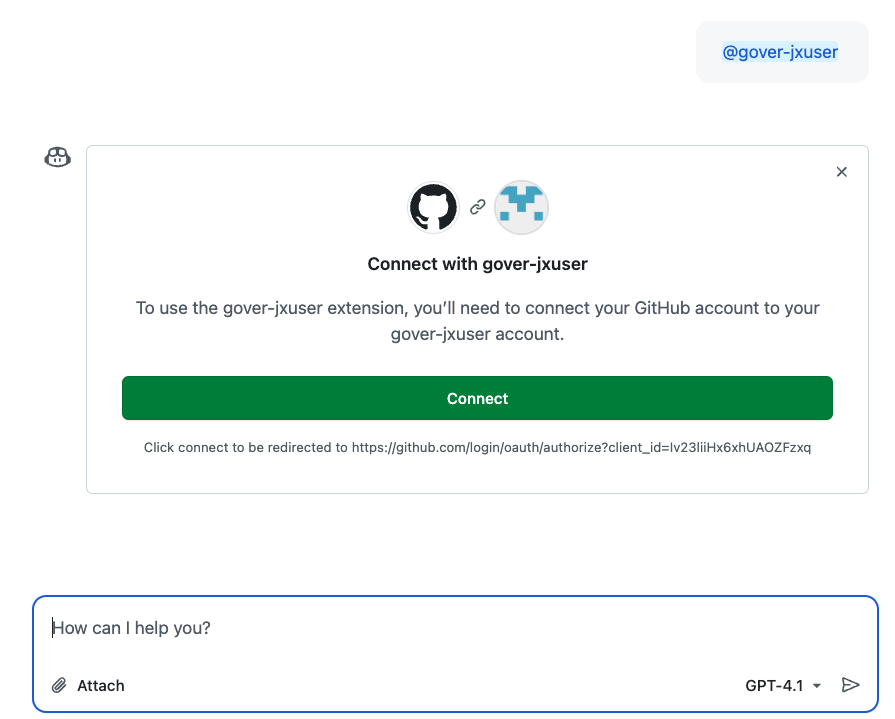 @gover-jxuser
Connect with gover-jxuser
To use the gover-jxuser extension, you’ll need to connect your GitHub account to your
gover-jxuser account.
Connect
Click connect to be redirected to https://github.com/login/oauth/authorize?client_id=Iv23liiHx6xhUAOZFzxq
How can I help you?
Attach
GPT-4.1